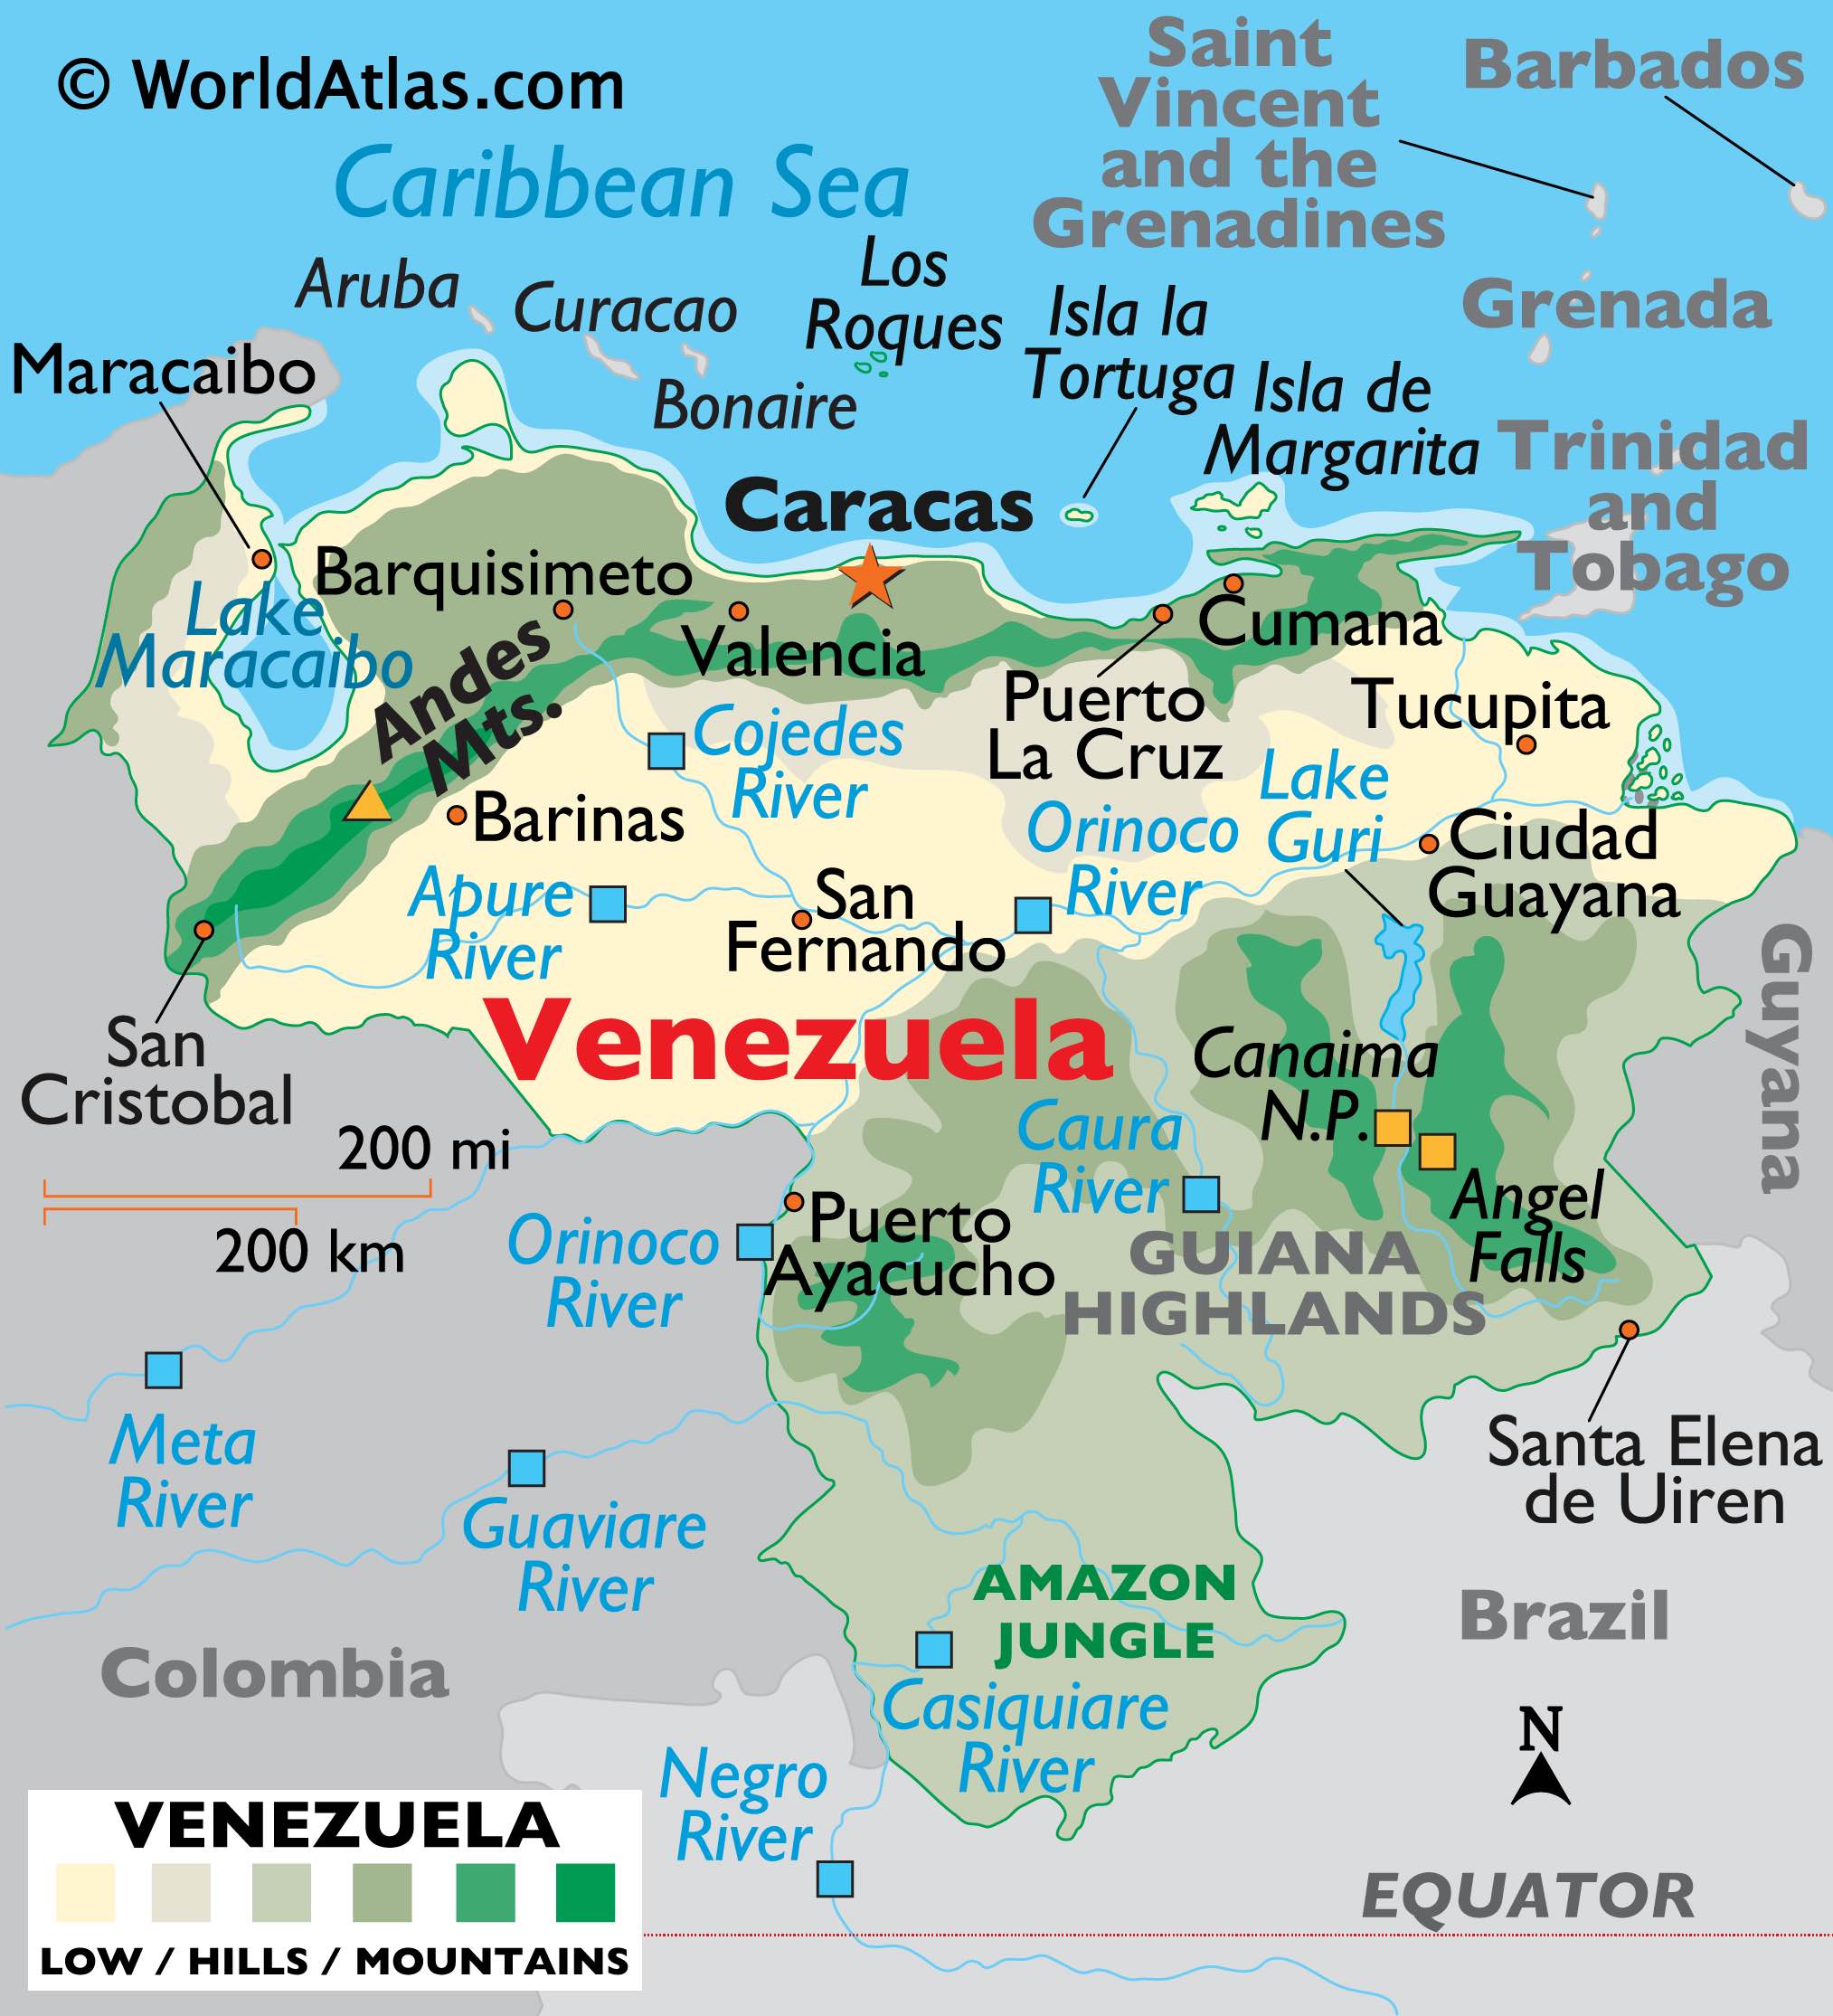 © WorldAtlas.com
Caribbean Sea
Saint
Vincent
and the
Grenadines
Barbados
Aruba
Curacao
Bonaire
Los
Roques
Isla la
Tortuga
Isla de
Margarita
Grenada
Trinidad
and
Tobago
Maracaibo
Caracas
Lake
Maracaibo
Barquisimeto
Valencia
Cumana
Puerto
La Cruz
Tucupita
Andes
Mts.
Cojedes
River
Barinas
Orinoco
River
Lake
Guri
Ciudad
Guayana
Apure
River
San
Fernando
San
Cristobal
Venezuela
Guyana
Canaima
N.P.
Angel
Falls
Caura
River
GUIANA
HIGHLANDS
200 mi
200 km
Orinoco
River
Puerto
Ayacucho
Meta
River
Guaviare
River
Santa Elena
de Uiren
AMAZON
JUNGLE
Casiquiare
River
Negro
River
Colombia
Brazil
N
EQUATOR
VENEZUELA
LOW / HILLS / MOUNTAINS